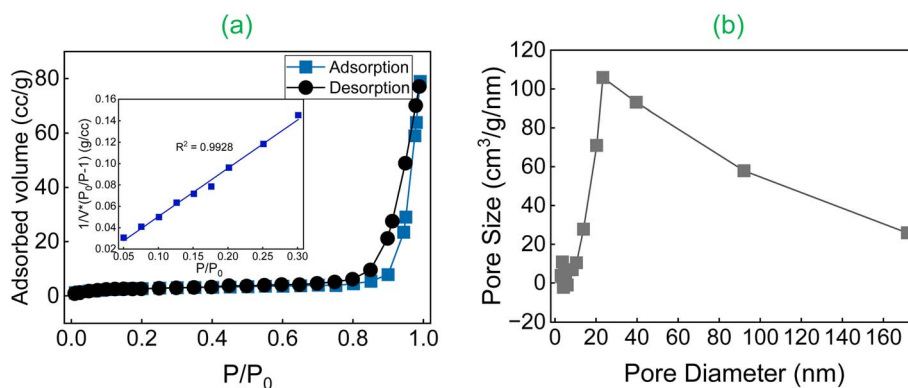 (a)
Adsorbed volume (cc/g)
80
60
40
20
0
0.0 0.2 0.4 0.6 0.8 1.0
P/P0
Adsorption
Desorption
1/V*(P0/P-1) (g/cc)
0.16
0.14
0.12
0.10
0.08
0.06
0.04
0.02
0.05 0.10 0.15 0.20 0.25 0.30
P/P0
R2 = 0.9928
(b)
Pore Size (cm3/g/nm)
120
100
80
60
40
20
0
−20
0 20 40 60 80 100 120 140 160
Pore Diameter (nm)